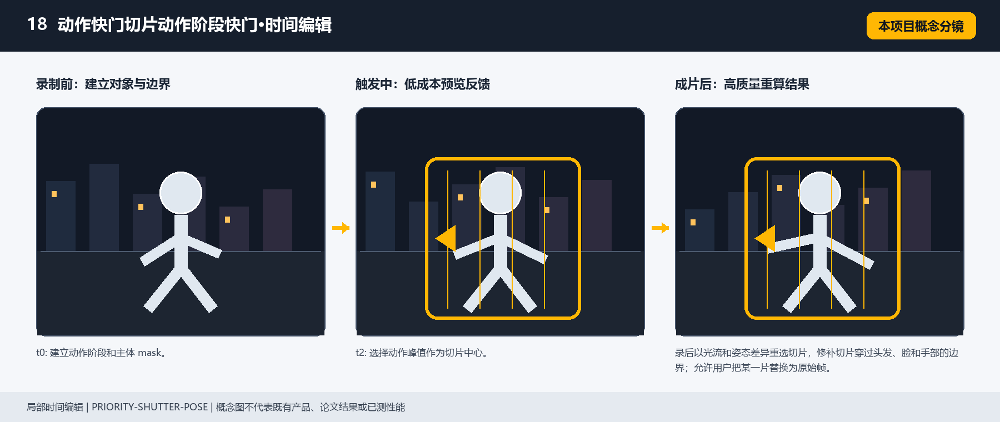 18 动作快门切片动作阶段快门•时间编辑
本项目概念分镜
录制前：建立对象与边界
触发中：低成本预览反馈
成片后：高质量重算结果
t0: 建立动作阶段和主体 mask。
t2: 选择动作峰值作为切片中心。
录后以光流和姿态差异重选切片，修补切片穿过头发、脸和手部的边
界；允许用户把某一片替换为原始帧。
局部时间编辑 | PRIORITY-SHUTTER-POSE | 概念图不代表既有产品、论文结果或已测性能